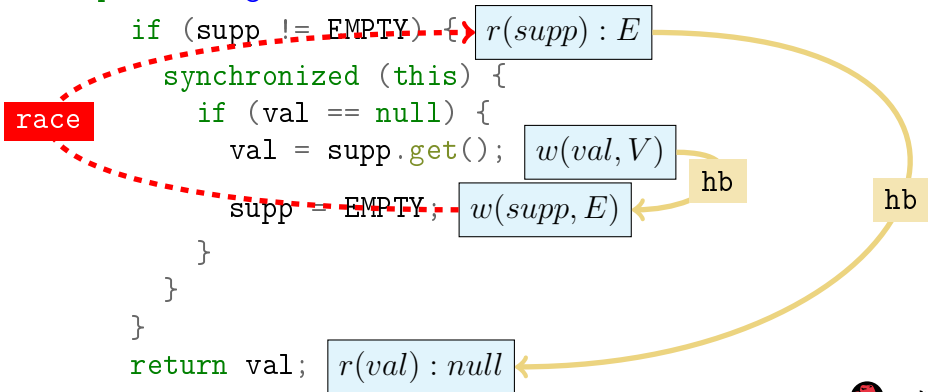 if (supp != EMPTY) { r(supp) : E
synchronized (this) {
race if (val == null) {
val = supp.get(); w(val, V)
hb
supp = EMPTY; w(supp, E) hb
}
}
}
return val; r(val) : null